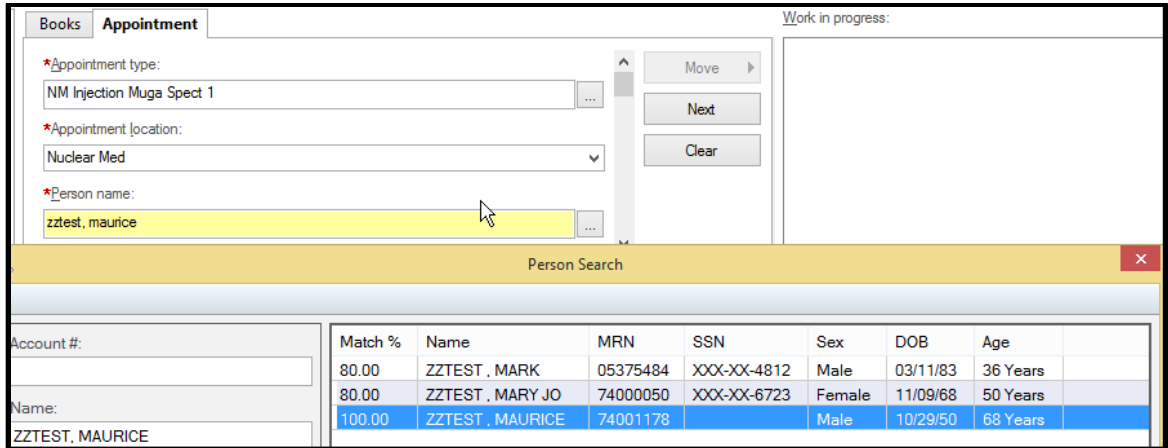 Books Appointment
Work in progress:
*Appointment type:
NM Injection Muga Spect 1
...
Move
*Appointment location:
Next
Nuclear Med
Clear
*Person name:
zztest, maurice
...
Person Search
Account #:
Match % Name MRN SSN Sex DOB Age
80.00 ZZTEST , MARK 05375484 XXX-XX-4812 Male 03/11/83 36 Years
80.00 ZZTEST , MARY JO 74000050 XXX-XX-6723 Female 11/09/68 50 Years
Name:
100.00 ZZTEST , MAURICE 74001178 Male 10/29/50 68 Years
ZZTEST, MAURICE